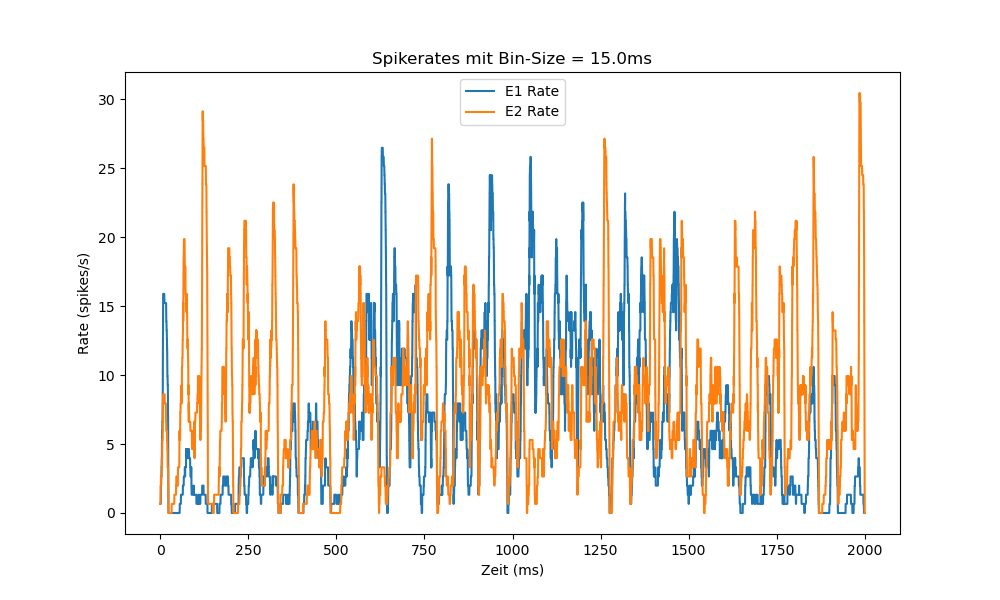 Spikerates mit Bin-Size = 15.0ms
E1 Rate
E2 Rate
30
25
20
15
10
5
0
Rate (spikes/s)
0 250 500 750 1000 1250 1500 1750 2000
Zeit (ms)